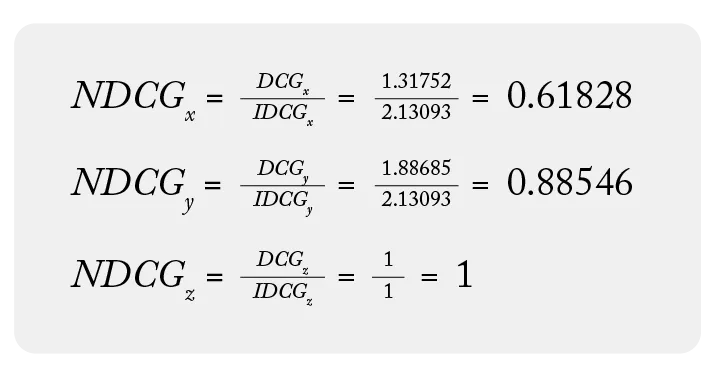 NDCG_x = DCG_x / IDCG_x = 1.31752 / 2.13093 = 0.61828
NDCG_y = DCG_y / IDCG_y = 1.88685 / 2.13093 = 0.88546
NDCG_z = DCG_z / IDCG_z = 1 / 1 = 1